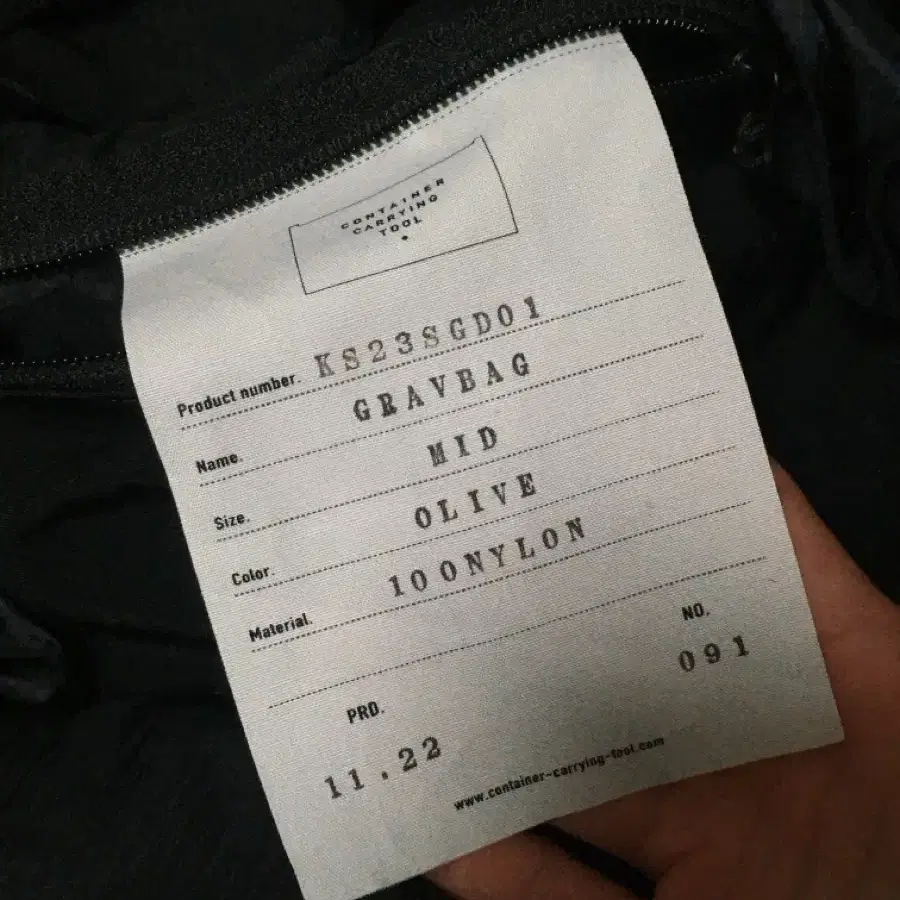 CONTAINER
CARRYING
TOOL
Product number. KS23SGD01
Name. GRAVBAG
Size. MID
Color. OLIVE
Material. 100NYLON
NO.
091
PRD.
11.22
www.container-carrying-tool.com